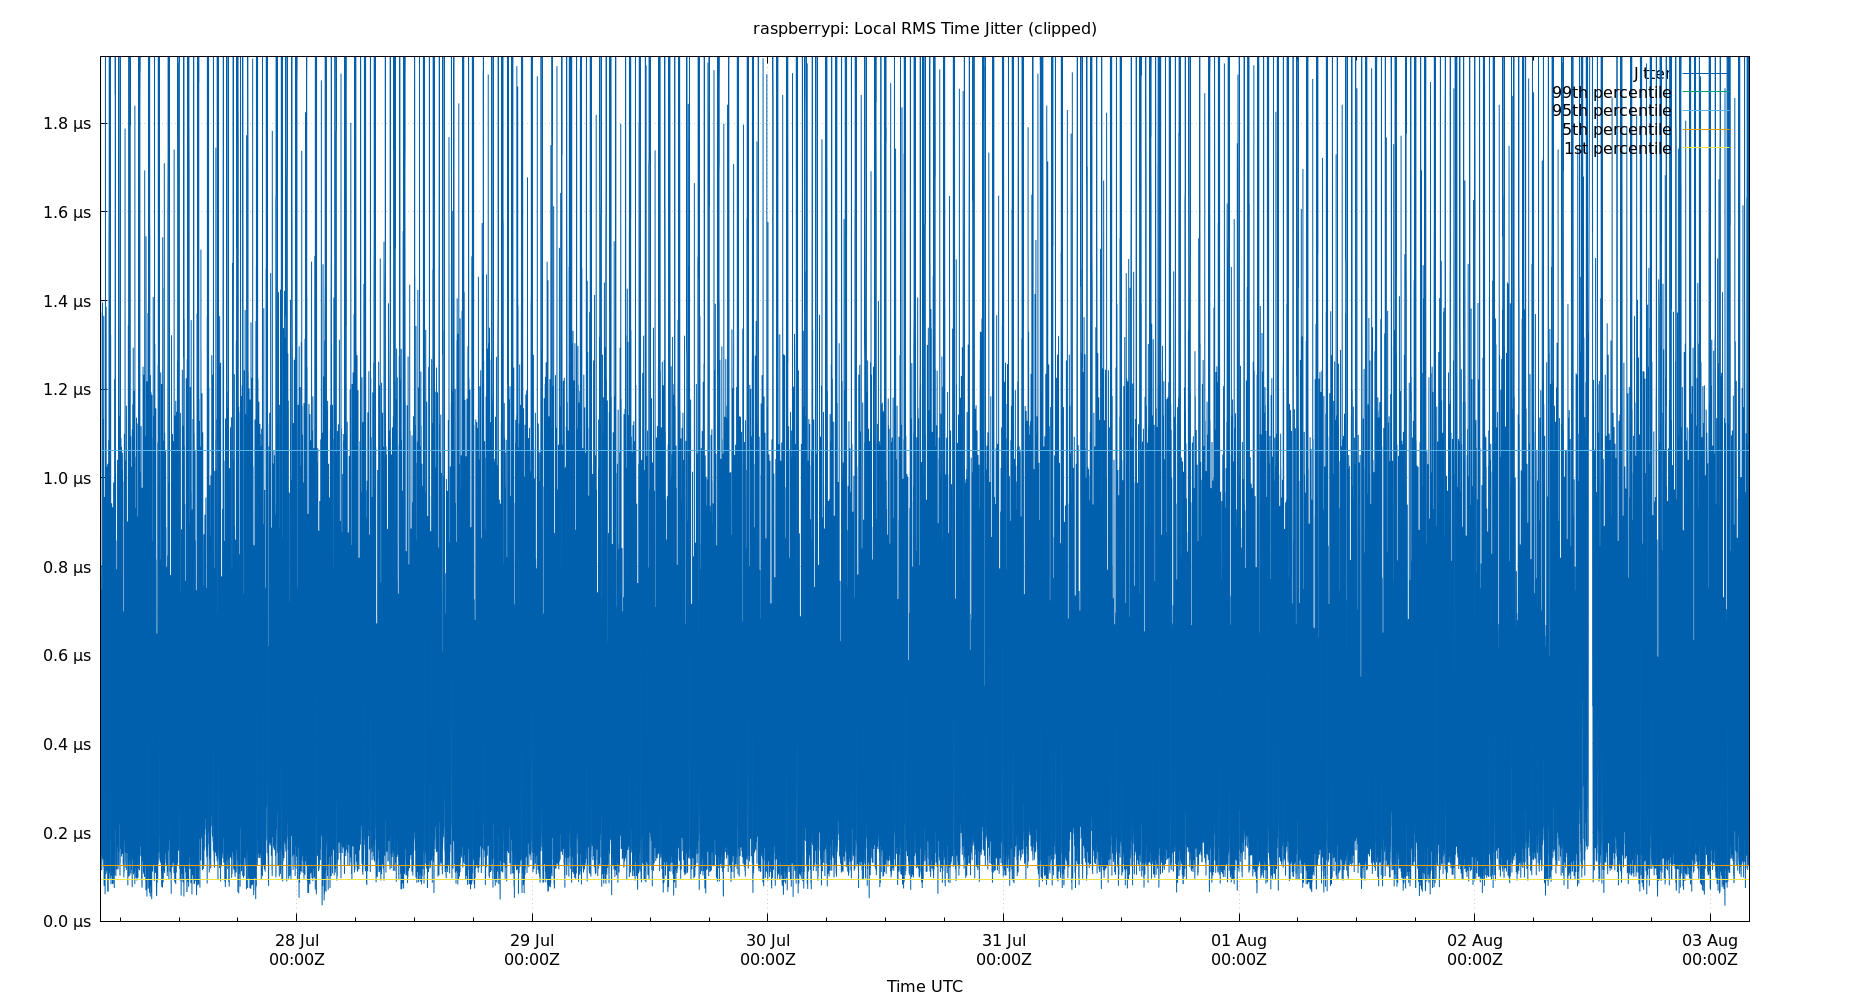 raspberrypi: Local RMS Time Jitter (clipped)
Jitter
99th percentile
95th percentile
5th percentile
1st percentile
1.8 µs
1.6 µs
1.4 µs
1.2 µs
1.0 µs
0.8 µs
0.6 µs
0.4 µs
0.2 µs
0.0 µs
28 Jul 29 Jul 30 Jul 31 Jul 01 Aug 02 Aug 03 Aug
00:00Z 00:00Z 00:00Z 00:00Z 00:00Z 00:00Z 00:00Z
Time UTC